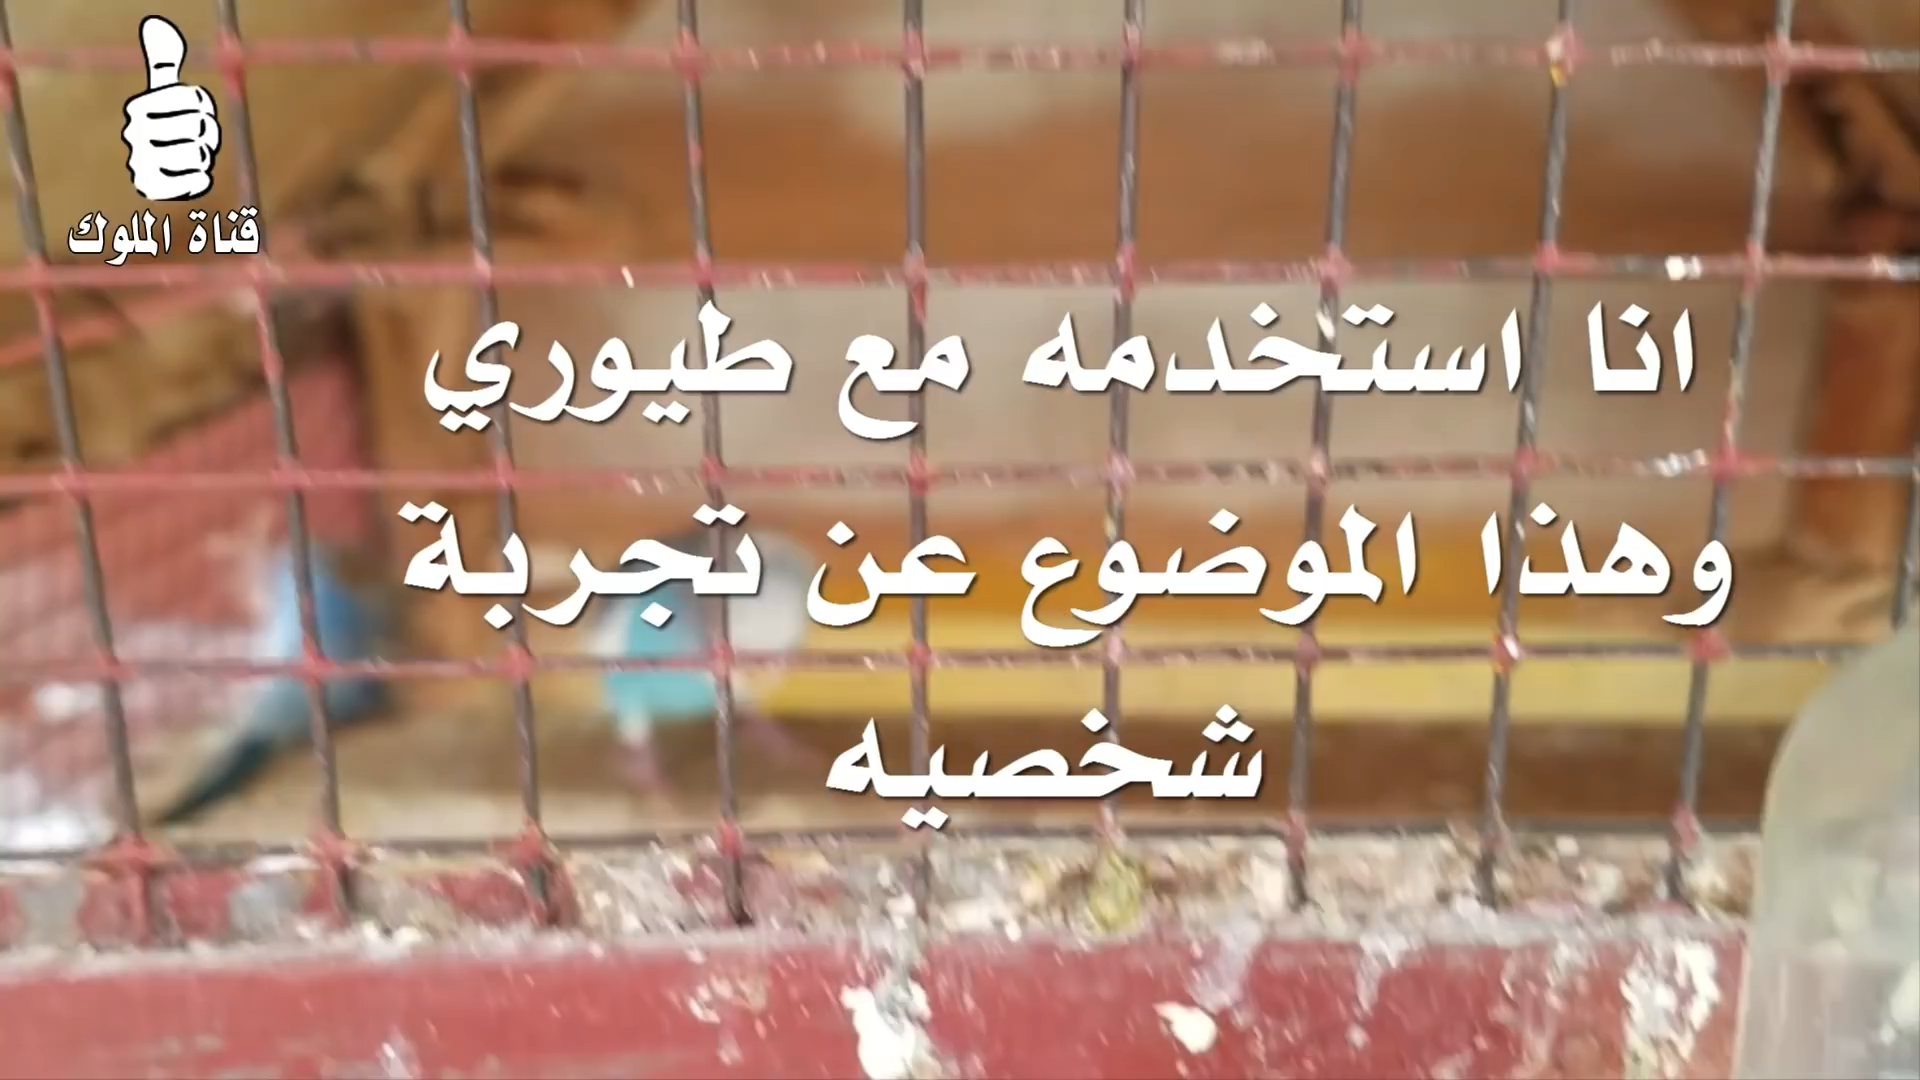 قناة الملوك
انا استخدمه مع طيوري
وهذا الموضوع عن تجربة
شخصيه